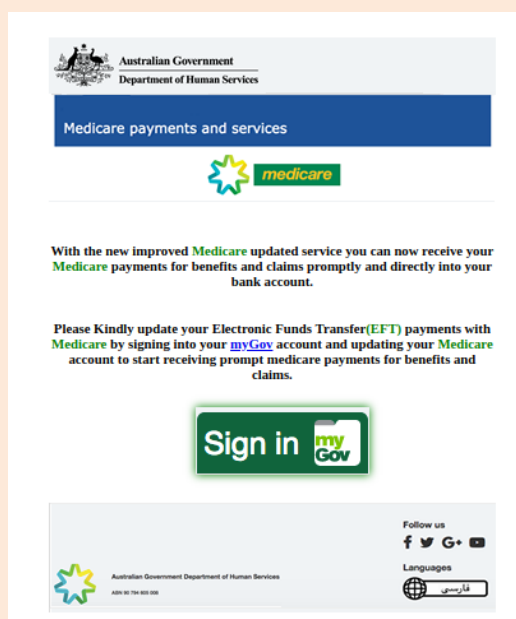 Australian Government
Department of Human Services
Medicare payments and services
medicare
With the new improved Medicare updated service you can now receive your
Medicare payments for benefits and claims promptly and directly into your
bank account.
Please Kindly update your Electronic Funds Transfer(EFT) payments with
Medicare by signing into your myGov account and updating your Medicare
account to start receiving prompt medicare payments for benefits and
claims.
Sign in my
Gov
Follow us
Languages
فارسی
Australian Government Department of Human Services